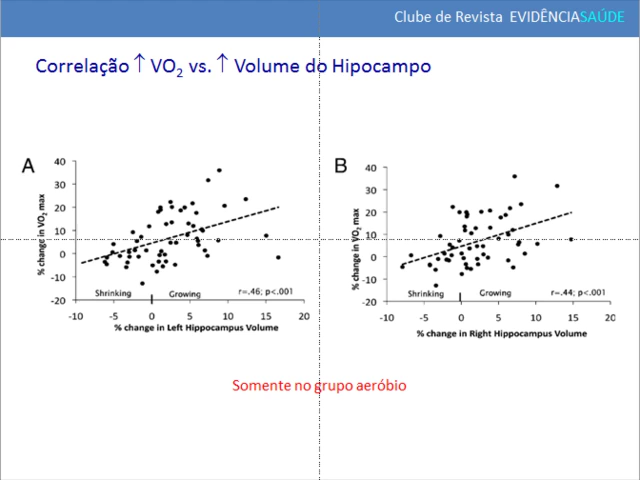 Clube de Revista EVIDÊNCIASAÚDE
Correlação ↑ VO₂ vs. ↑ Volume do Hipocampo
A
% change in VO₂ max
40
30
20
10
0
-10
-20
Shrinking
Growing
r=.46; p<.001
-10 -5 0 5 10 15 20
% change in Left Hippocampus Volume
B
% change in VO₂ max
40
30
20
10
0
-10
-20
Shrinking
Growing
r=.44; p<.001
-10 -5 0 5 10 15 20
% change in Right Hippocampus Volume
Somente no grupo aeróbio